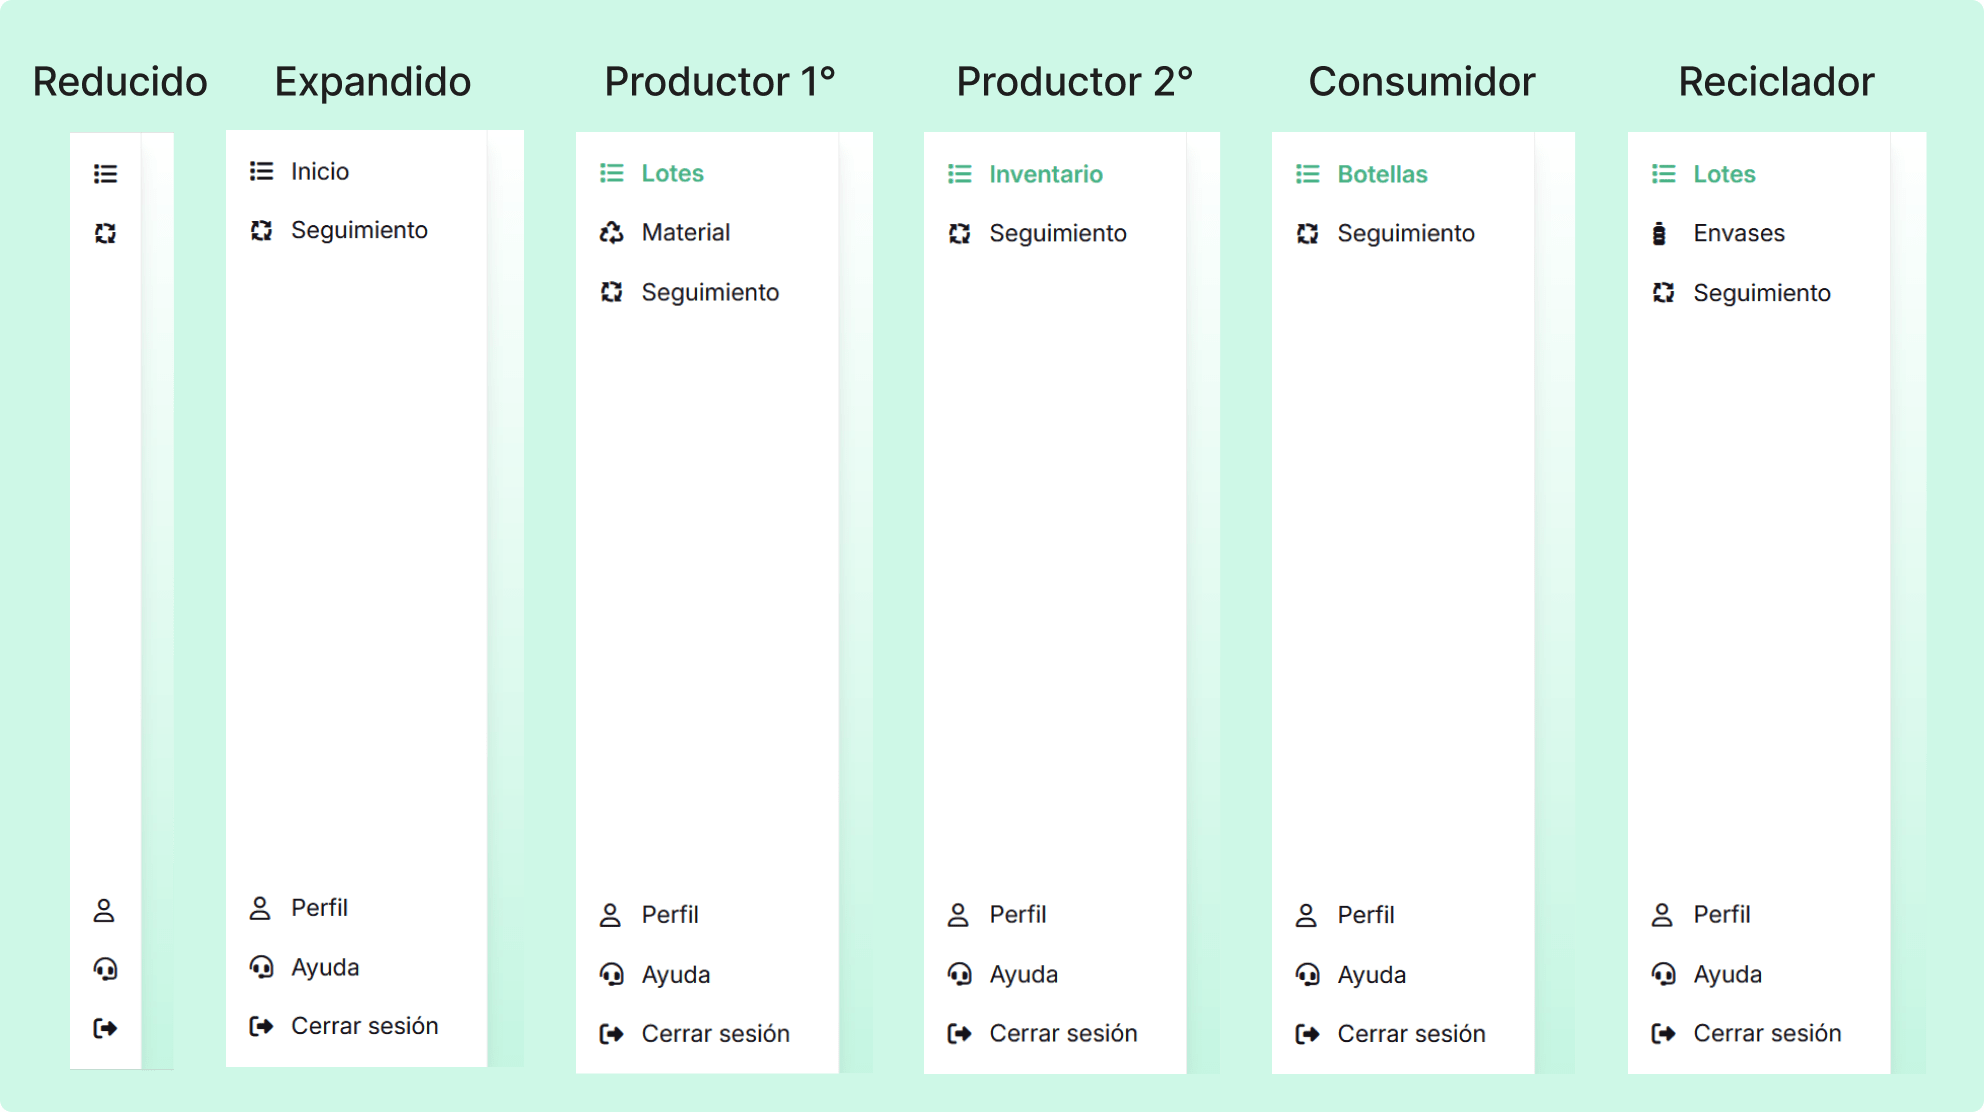 Reducido
Expandido
Inicio
Seguimiento
Perfil
Ayuda
Cerrar sesión
Productor 1°
Lotes
Material
Seguimiento
Perfil
Ayuda
Cerrar sesión
Productor 2°
Inventario
Seguimiento
Perfil
Ayuda
Cerrar sesión
Consumidor
Botellas
Seguimiento
Perfil
Ayuda
Cerrar sesión
Reciclador
Lotes
Envases
Seguimiento
Perfil
Ayuda
Cerrar sesión